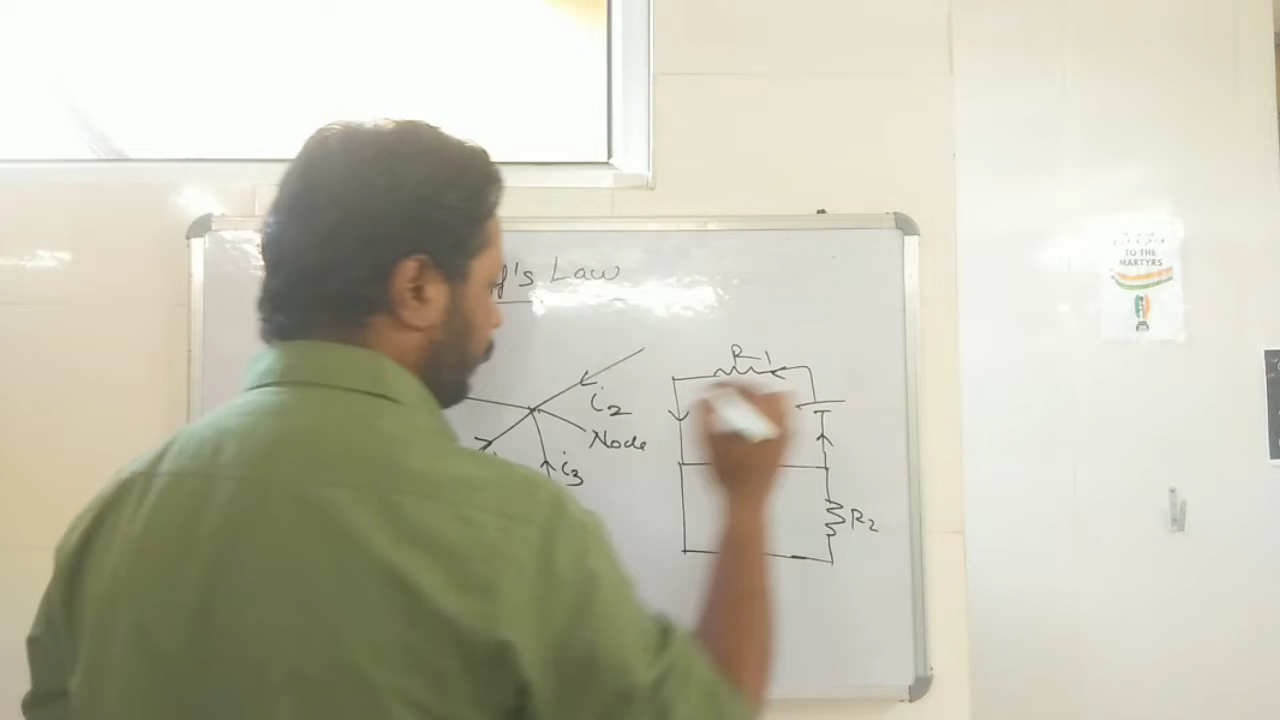 Law
R1
i2
Node
i3
R2
TO THE
MARTYRS